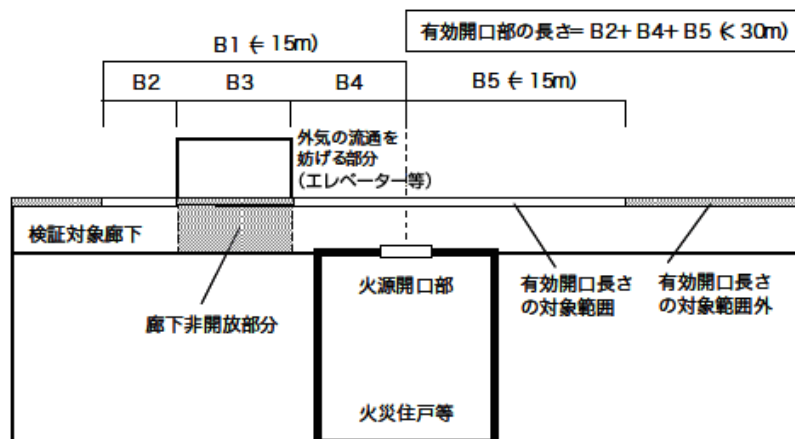 有効開口部の長さ= B2+B4+B5 (< 30m)
B1 (= 15m)
B2
B3
B4
B5 (= 15m)
外気の流通を
妨げる部分
(エレベーター等)
検証対象廊下
火源開口部
有効開口長さ
の対象範囲
有効開口長さ
の対象範囲外
廊下非開放部分
火災住戸等